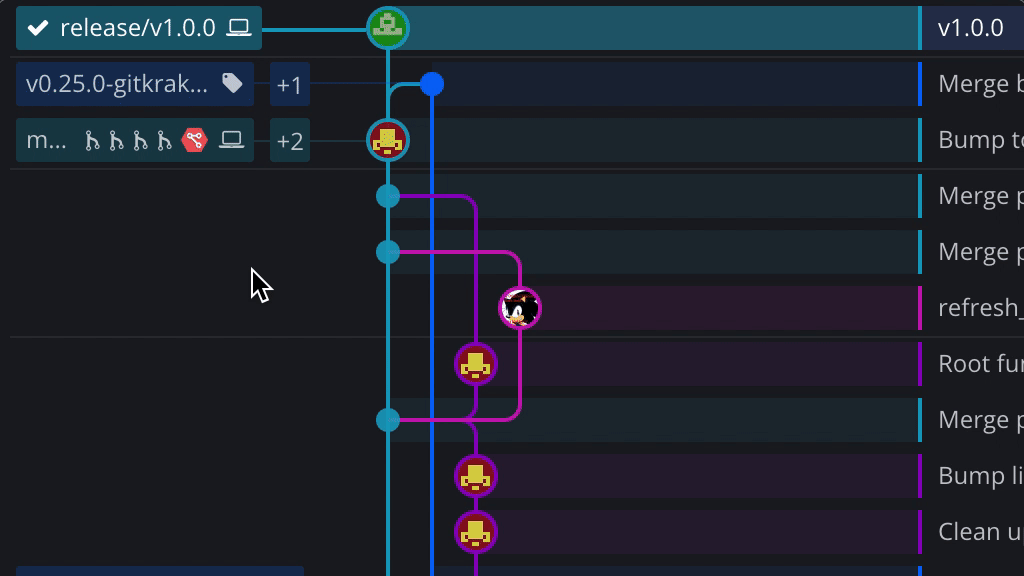 release/v1.0.0 v1.0.0
v0.25.0-gitkrak... +1 Merge b
m... +2 Bump to
Merge p
Merge p
refresh_
Root fur
Merge p
Bump li
Clean u